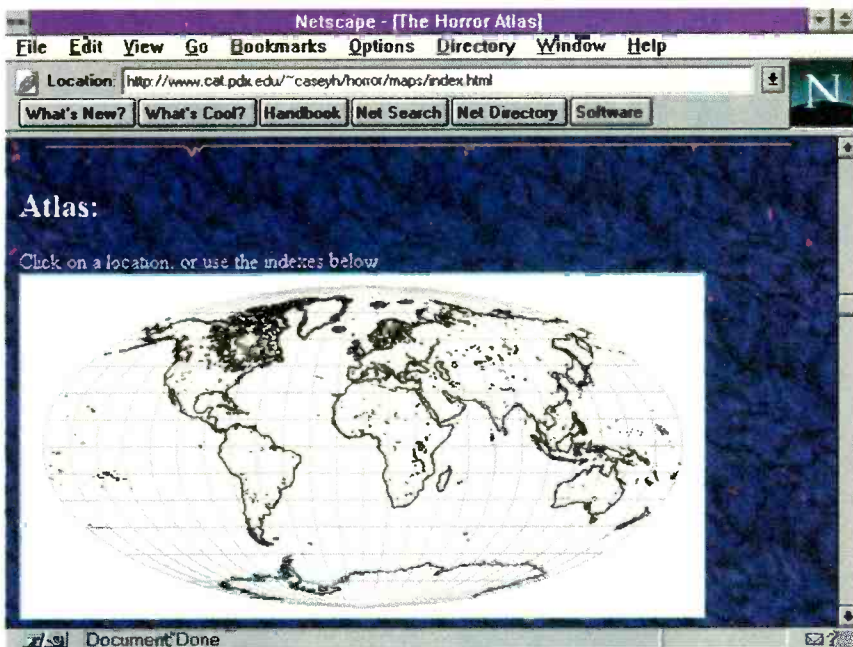 Netscape - [The Horror Atlas]
File Edit View Go Bookmarks Options Directory Window Help
Location: http://www.cat.pdx.edu/~caseyh/horror/maps/index.html
N
What's New? What's Cool? Handbook Net Search Net Directory Software
Atlas:
Click on a location, or use the indexes below
Document Done